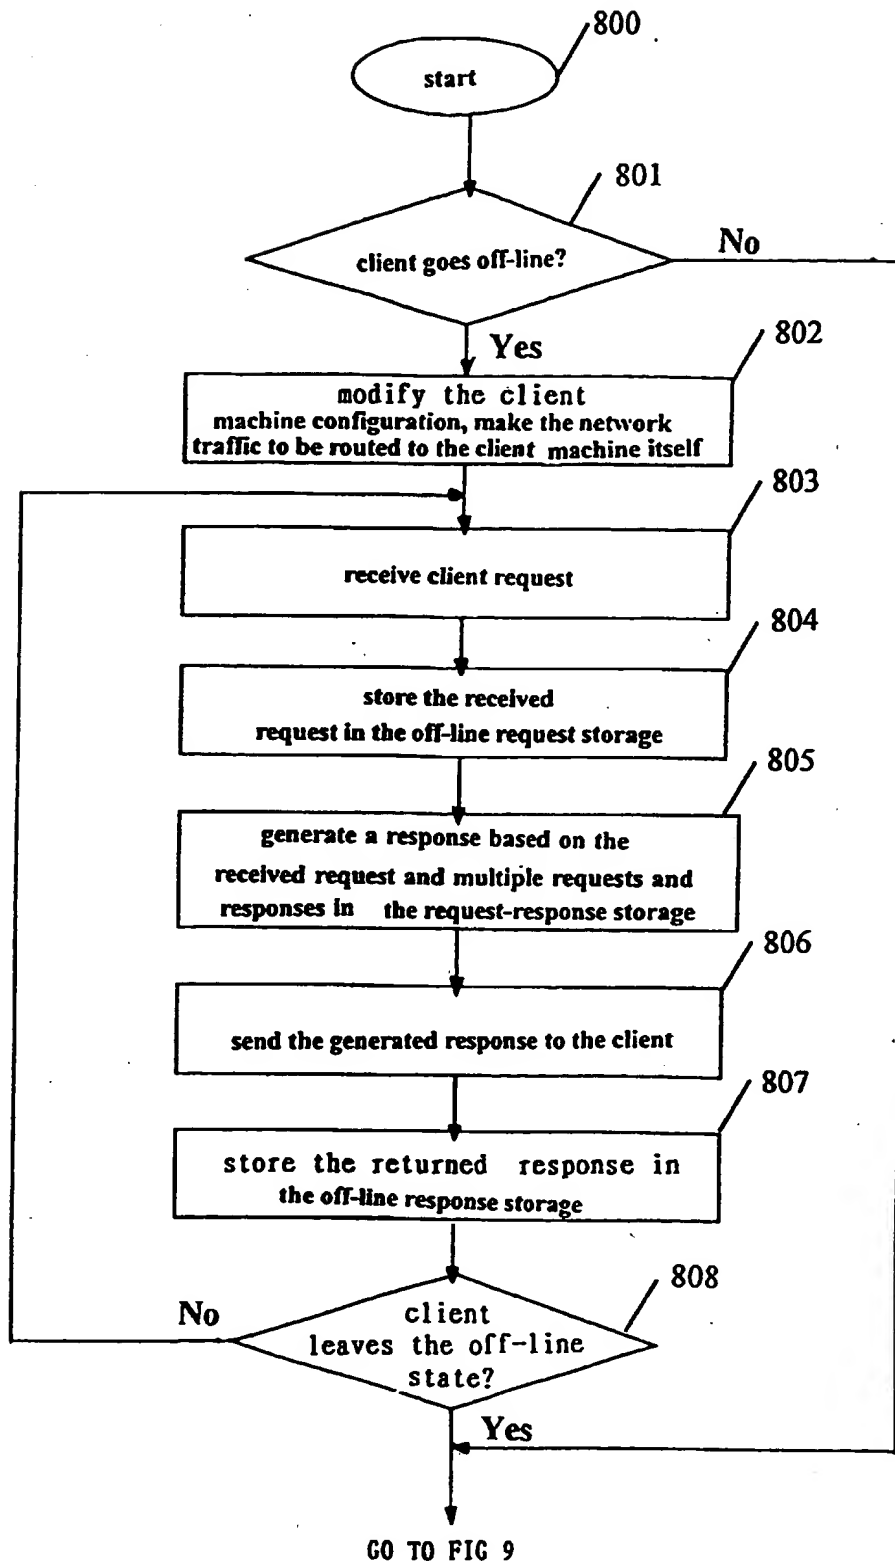 800
start
801
client goes off-line?
No
Yes
802
modify the client
machine configuration, make the network
traffic to be routed to the client machine itself
803
receive client request
804
store the received
request in the off-line request storage
805
generate a response based on the
received request and multiple requests and
responses in the request-response storage
806
send the generated response to the client
807
store the returned response in
the off-line response storage
808
No
client
leaves the off-line
state?
Yes
GO TO FIG 9